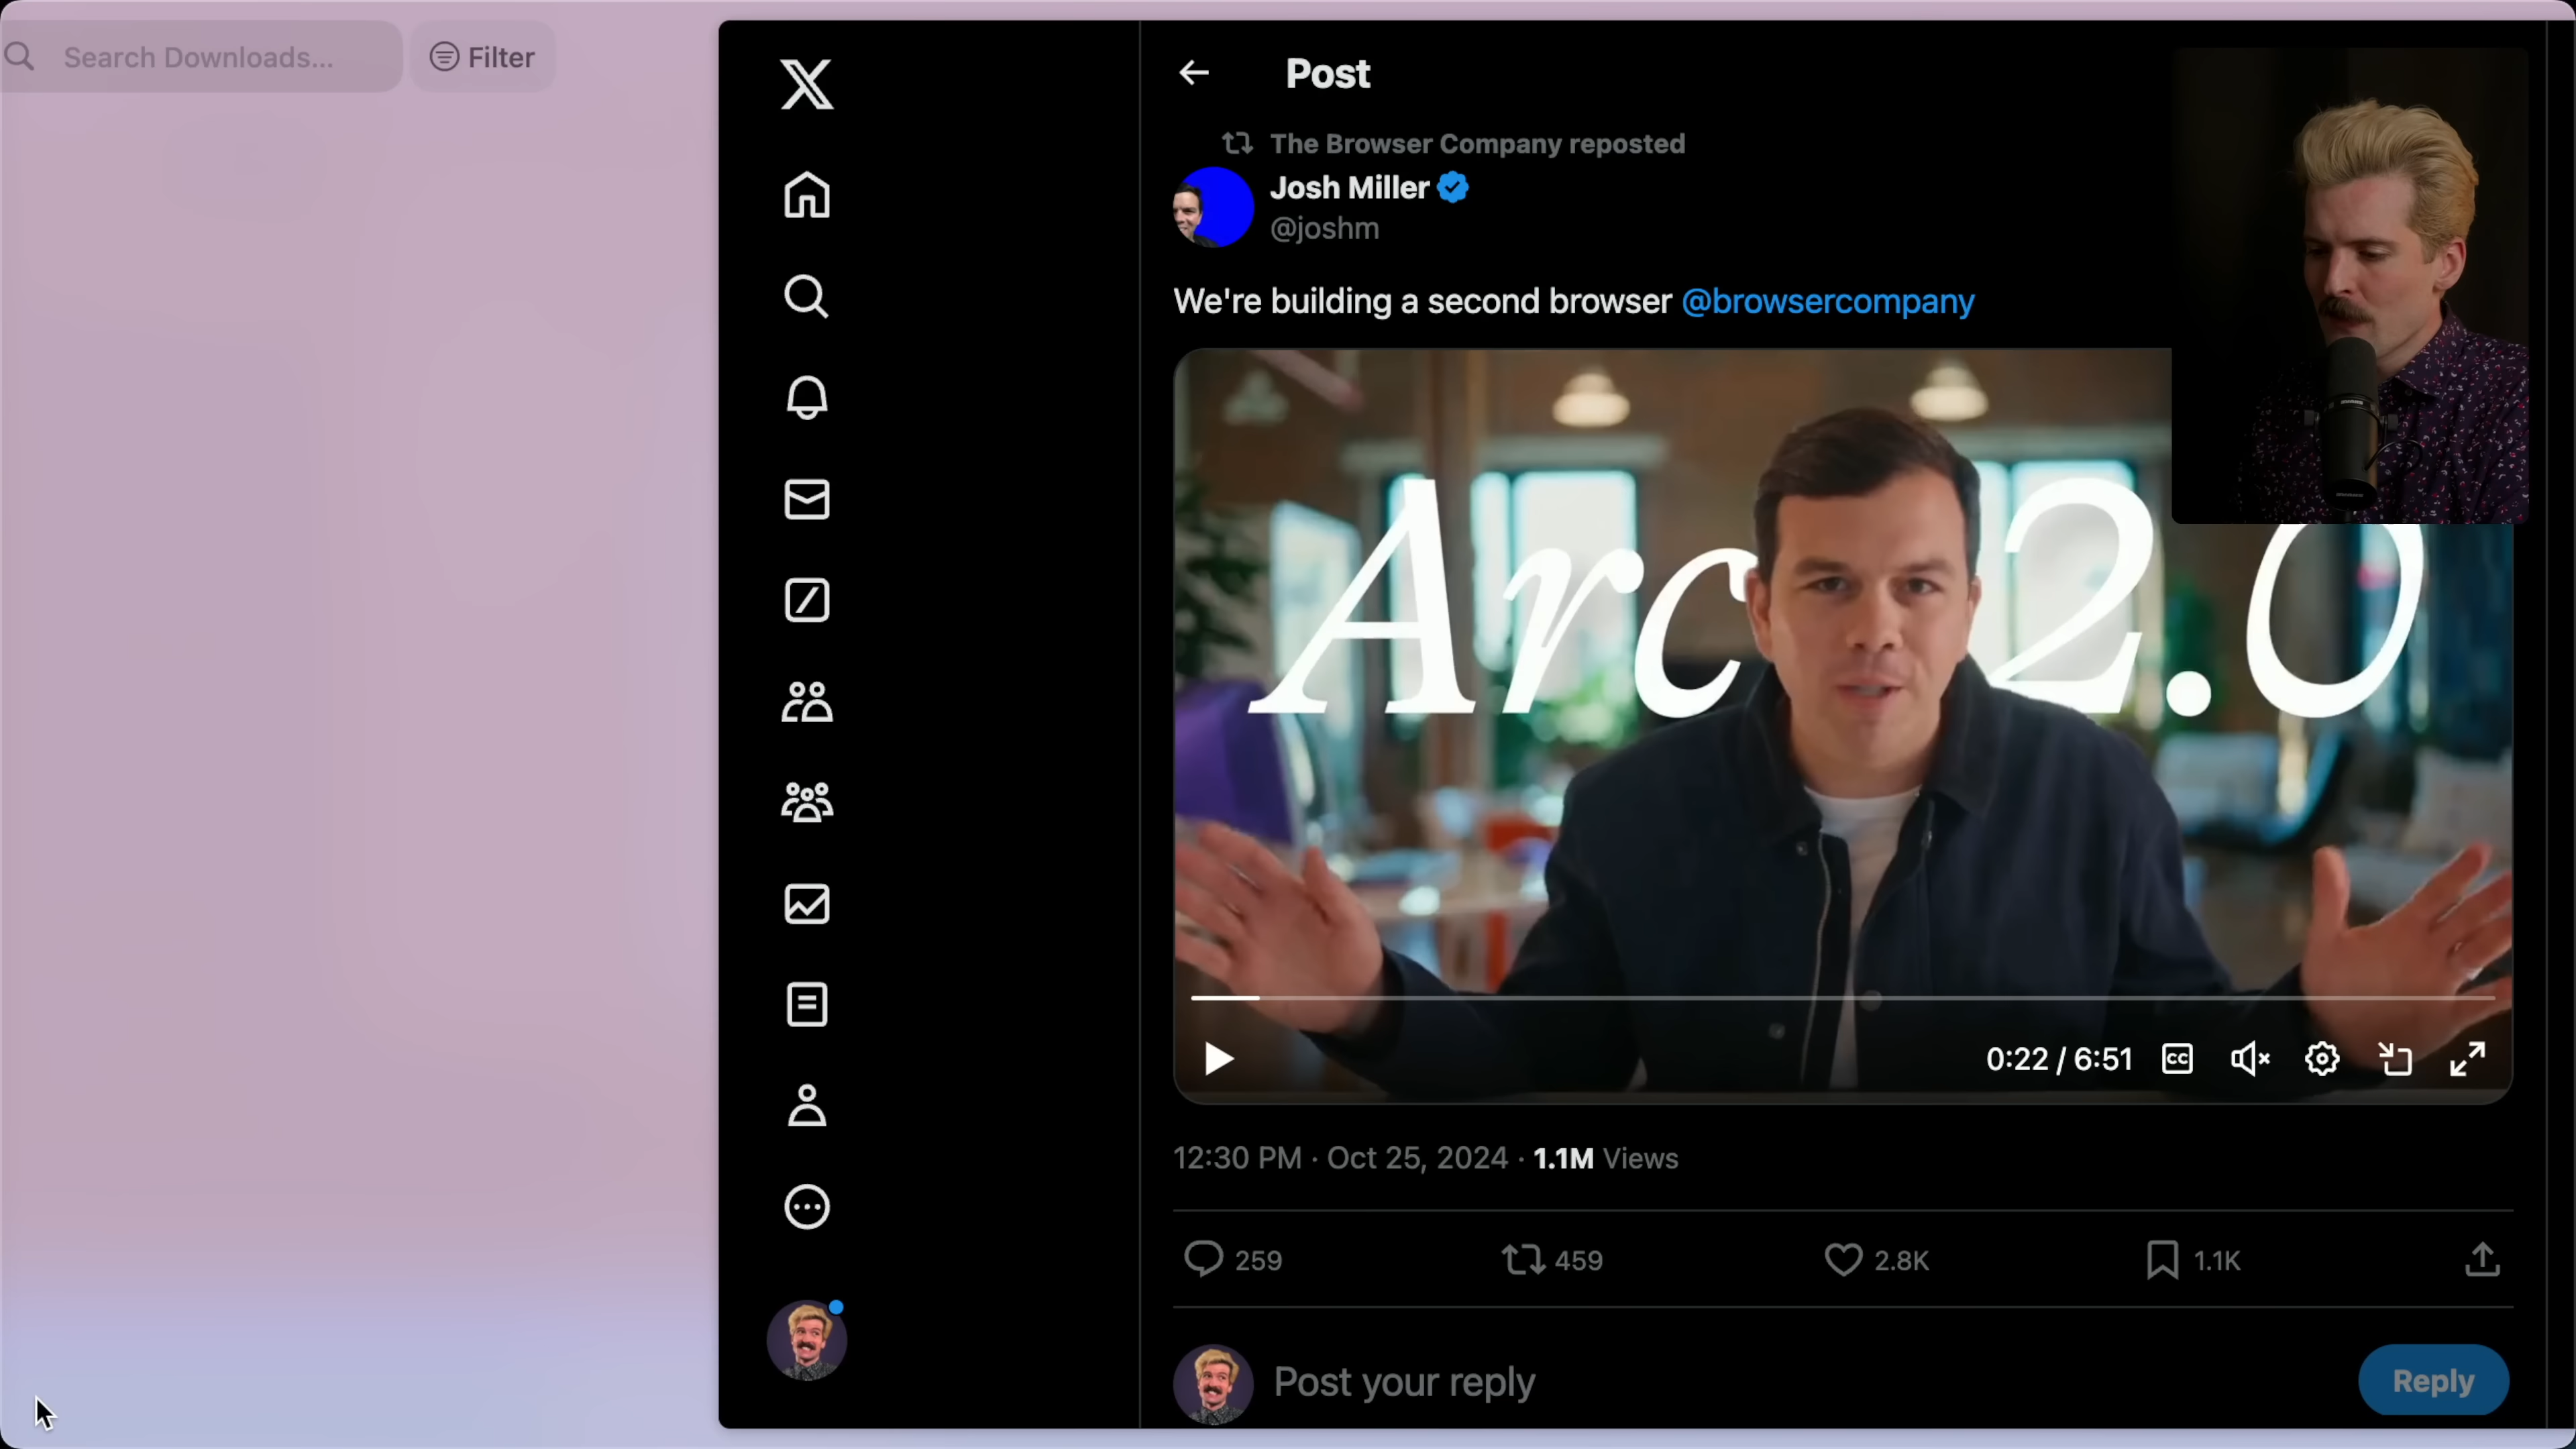 Search Downloads...
Filter
Post
The Browser Company reposted
Josh Miller
@joshm
We're building a second browser @browsercompany
Arc 2.0
0:22 / 6:51
CC
12:30 PM · Oct 25, 2024 · 1.1M Views
259
459
2.8K
1.1K
Post your reply
Reply